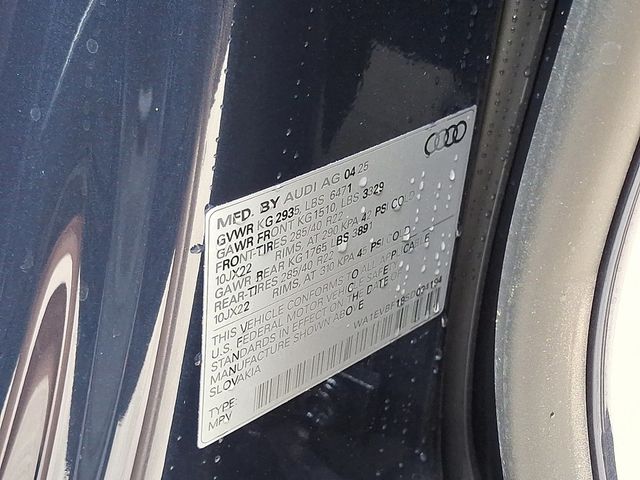 MFD. BY AUDI AG 04 25
GVWR KG 2935, LBS 6471
GAWR FRONT KG1510, LBS 3329
FRONT-TIRES 285/40 R22
10JX22 RIMS, AT 290 KPA 42 PSI COLD
GAWR REAR KG 1765 LBS 3891
REAR-TIRES 285/40 R22
10JX22 RIMS, AT 310 KPA 45 PSI COLD
THIS VEHICLE CONFORMS TO ALL APPLICABLE
U.S. FEDERAL MOTOR VEHICLE SAFETY
STANDARDS IN EFFECT ON THE DATE OF
MANUFACTURE SHOWN ABOVE
SLOVAKIA
TYPE:
MPV